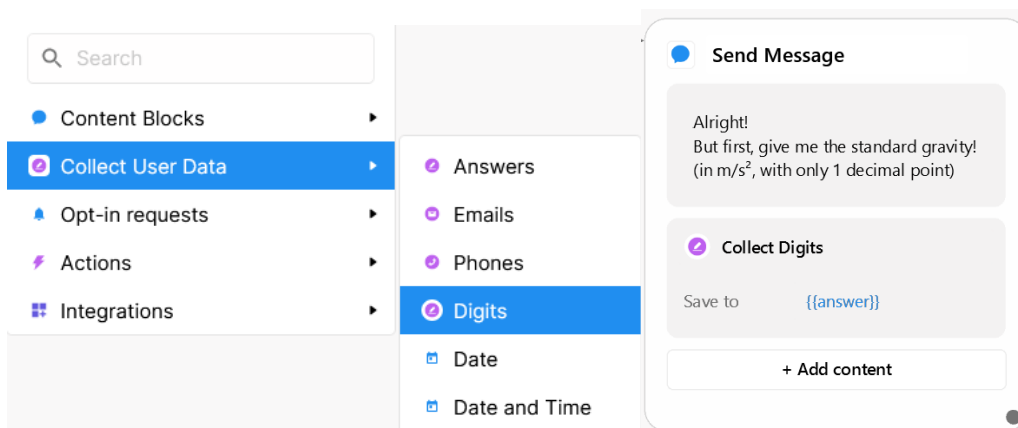 Search
Content Blocks
Collect User Data
Opt-in requests
Actions
Integrations
Answers
Emails
Phones
Digits
Date
Date and Time
Send Message
Alright!
But first, give me the standard gravity!
(in m/s², with only 1 decimal point)
Collect Digits
Save to {{answer}}
+ Add content